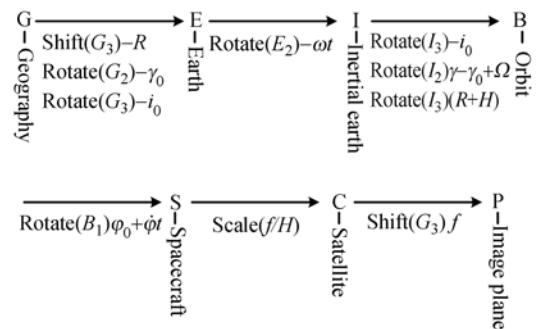 G E I B
Shift(G₃)−R
Rotate(G₂)−γ₀
Rotate(G₃)−i₀
Rotate(E₂)−ωt
Rotate(I₃)−i₀
Rotate(I₂)γ−γ₀+Ω
Rotate(I₃)(R+H)
Geography
Earth
Inertial earth
Orbit
S C P
Rotate(B₁)φ₀+φ̇t
Scale(f/H)
Shift(G₃) f
Spacecraft
Satellite
Image plane